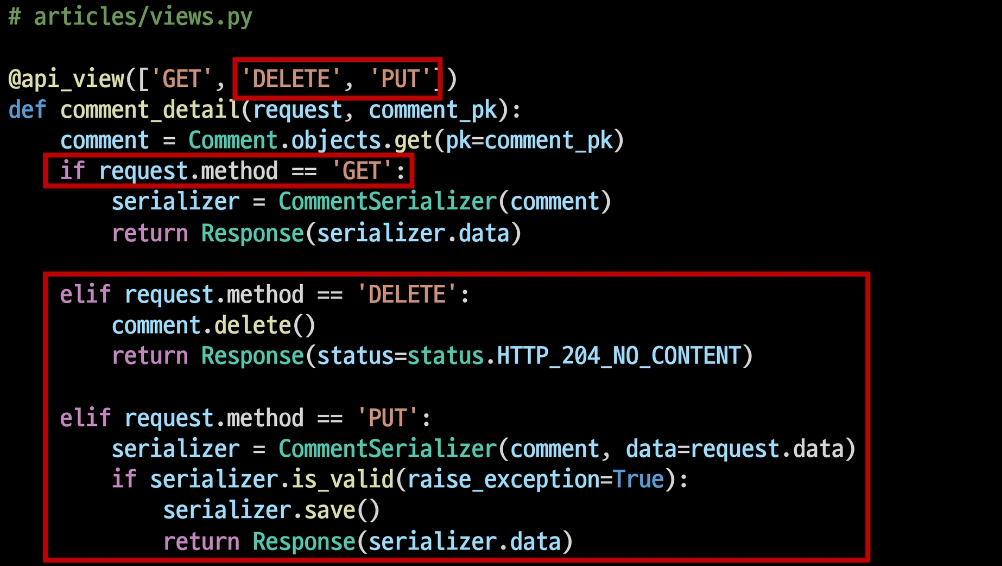 # articles/views.py
@api_view(['GET', 'DELETE', 'PUT'])
def comment_detail(request, comment_pk):
    comment = Comment.objects.get(pk=comment_pk)
    if request.method == 'GET':
        serializer = CommentSerializer(comment)
        return Response(serializer.data)
    elif request.method == 'DELETE':
        comment.delete()
        return Response(status=status.HTTP_204_NO_CONTENT)
    elif request.method == 'PUT':
        serializer = CommentSerializer(comment, data=request.data)
        if serializer.is_valid(raise_exception=True):
            serializer.save()
            return Response(serializer.data)